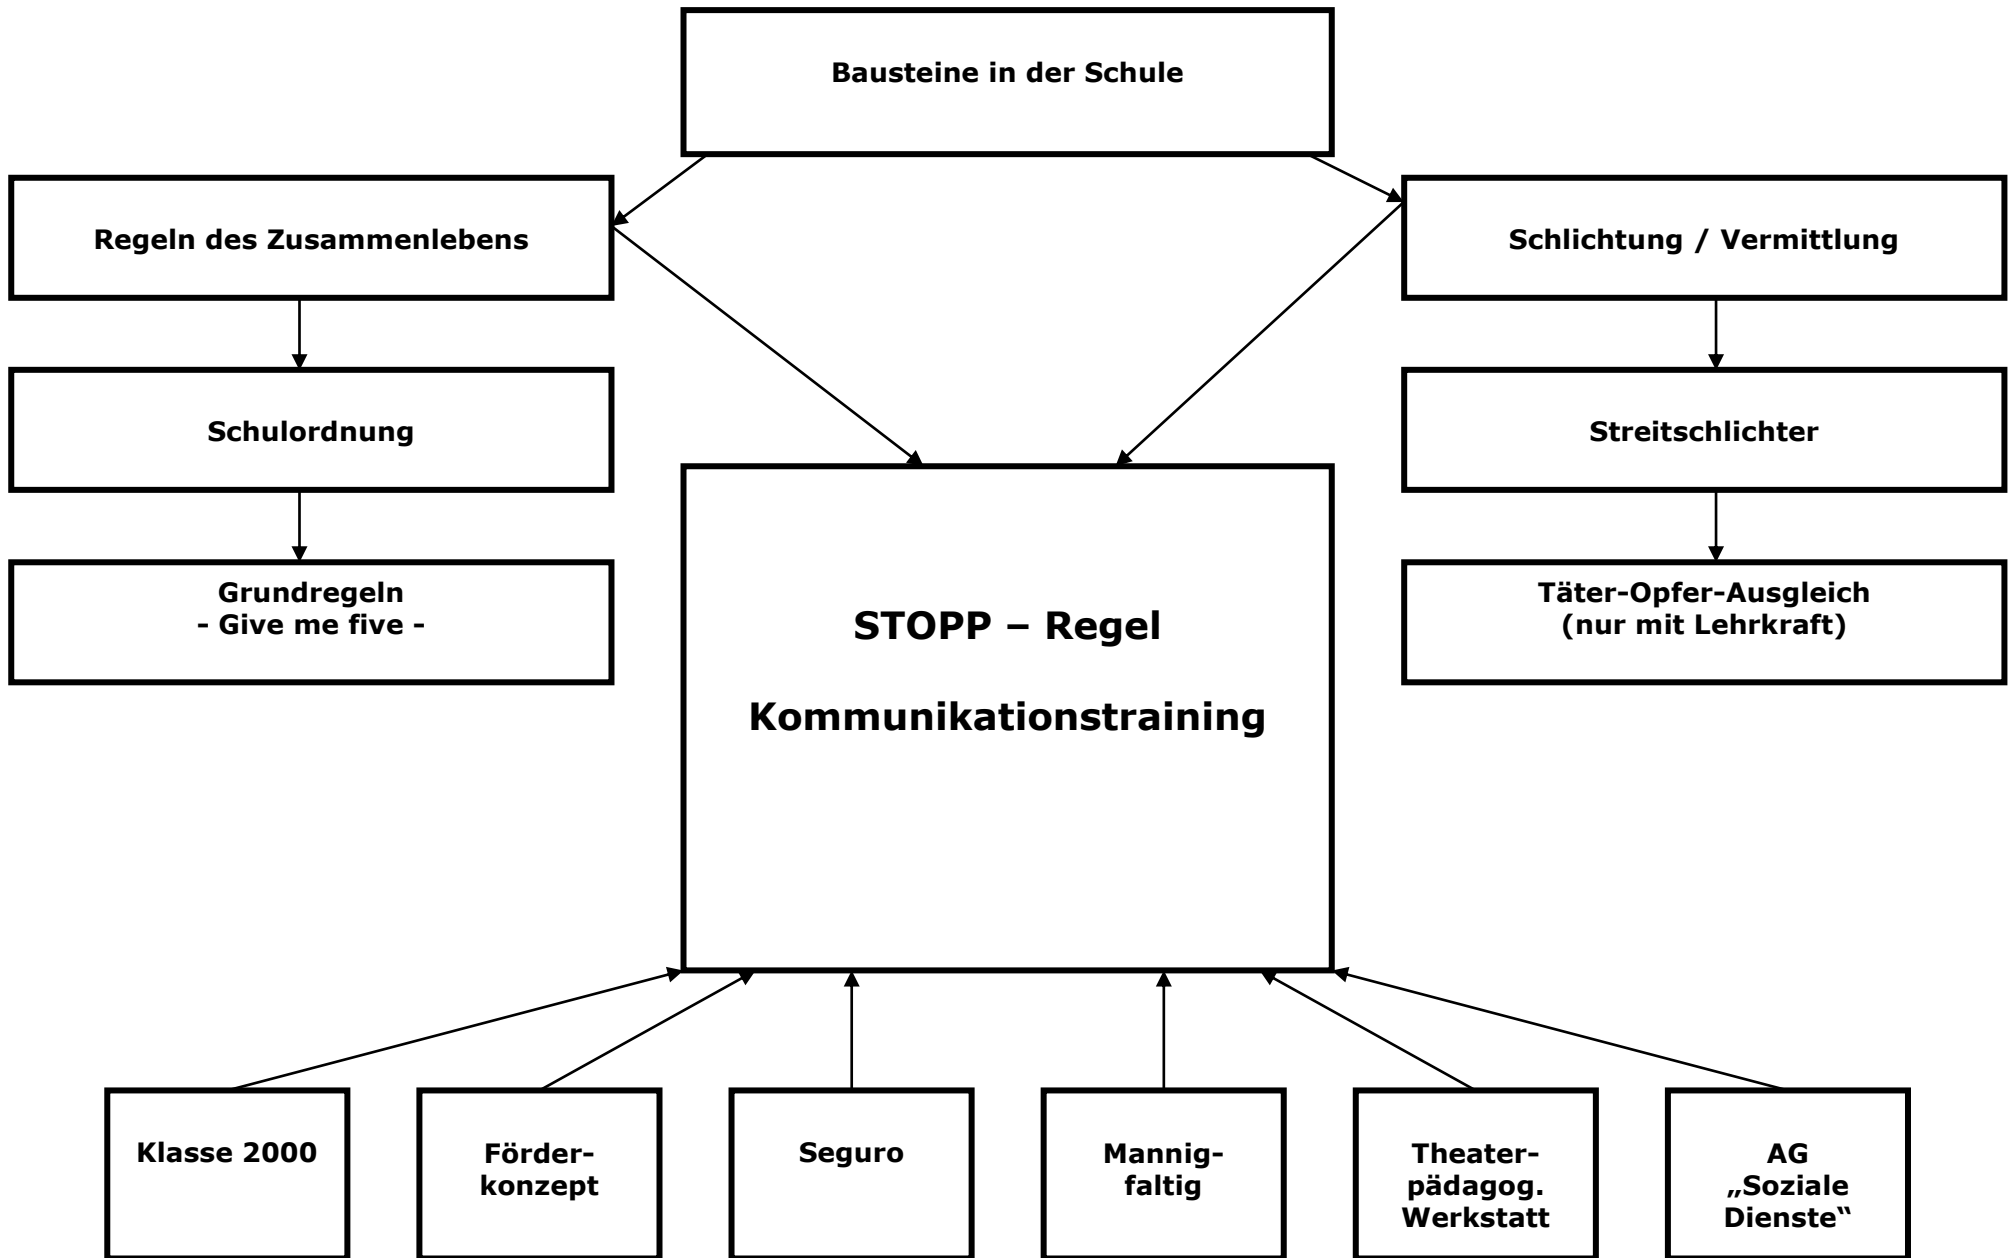 Bausteine in der Schule
Regeln des Zusammenlebens
Schlichtung / Vermittlung
Schulordnung
Streitschlichter
Grundregeln
- Give me five -
Täter-Opfer-Ausgleich
(nur mit Lehrkraft)
STOPP – Regel
Kommunikationstraining
Klasse 2000
Förder-
konzept
Seguro
Mannig-
faltig
Theater-
pädagog.
Werkstatt
AG
„Soziale
Dienste“